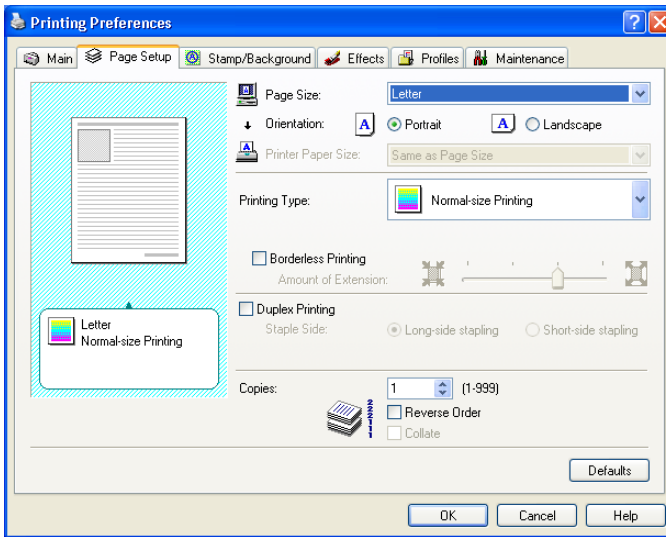 Printing Preferences
Main Page Setup Stamp/Background Effects Profiles Maintenance
Page Size: Letter
Orientation: A Portrait A Landscape
Printer Paper Size: Same as Page Size
Printing Type: Normal-size Printing
Borderless Printing
Amount of Extension:
Letter
Normal-size Printing
Duplex Printing
Staple Side: Long-side stapling Short-side stapling
Copies: 1 (1-999)
Reverse Order
Collate
Defaults
OK Cancel Help